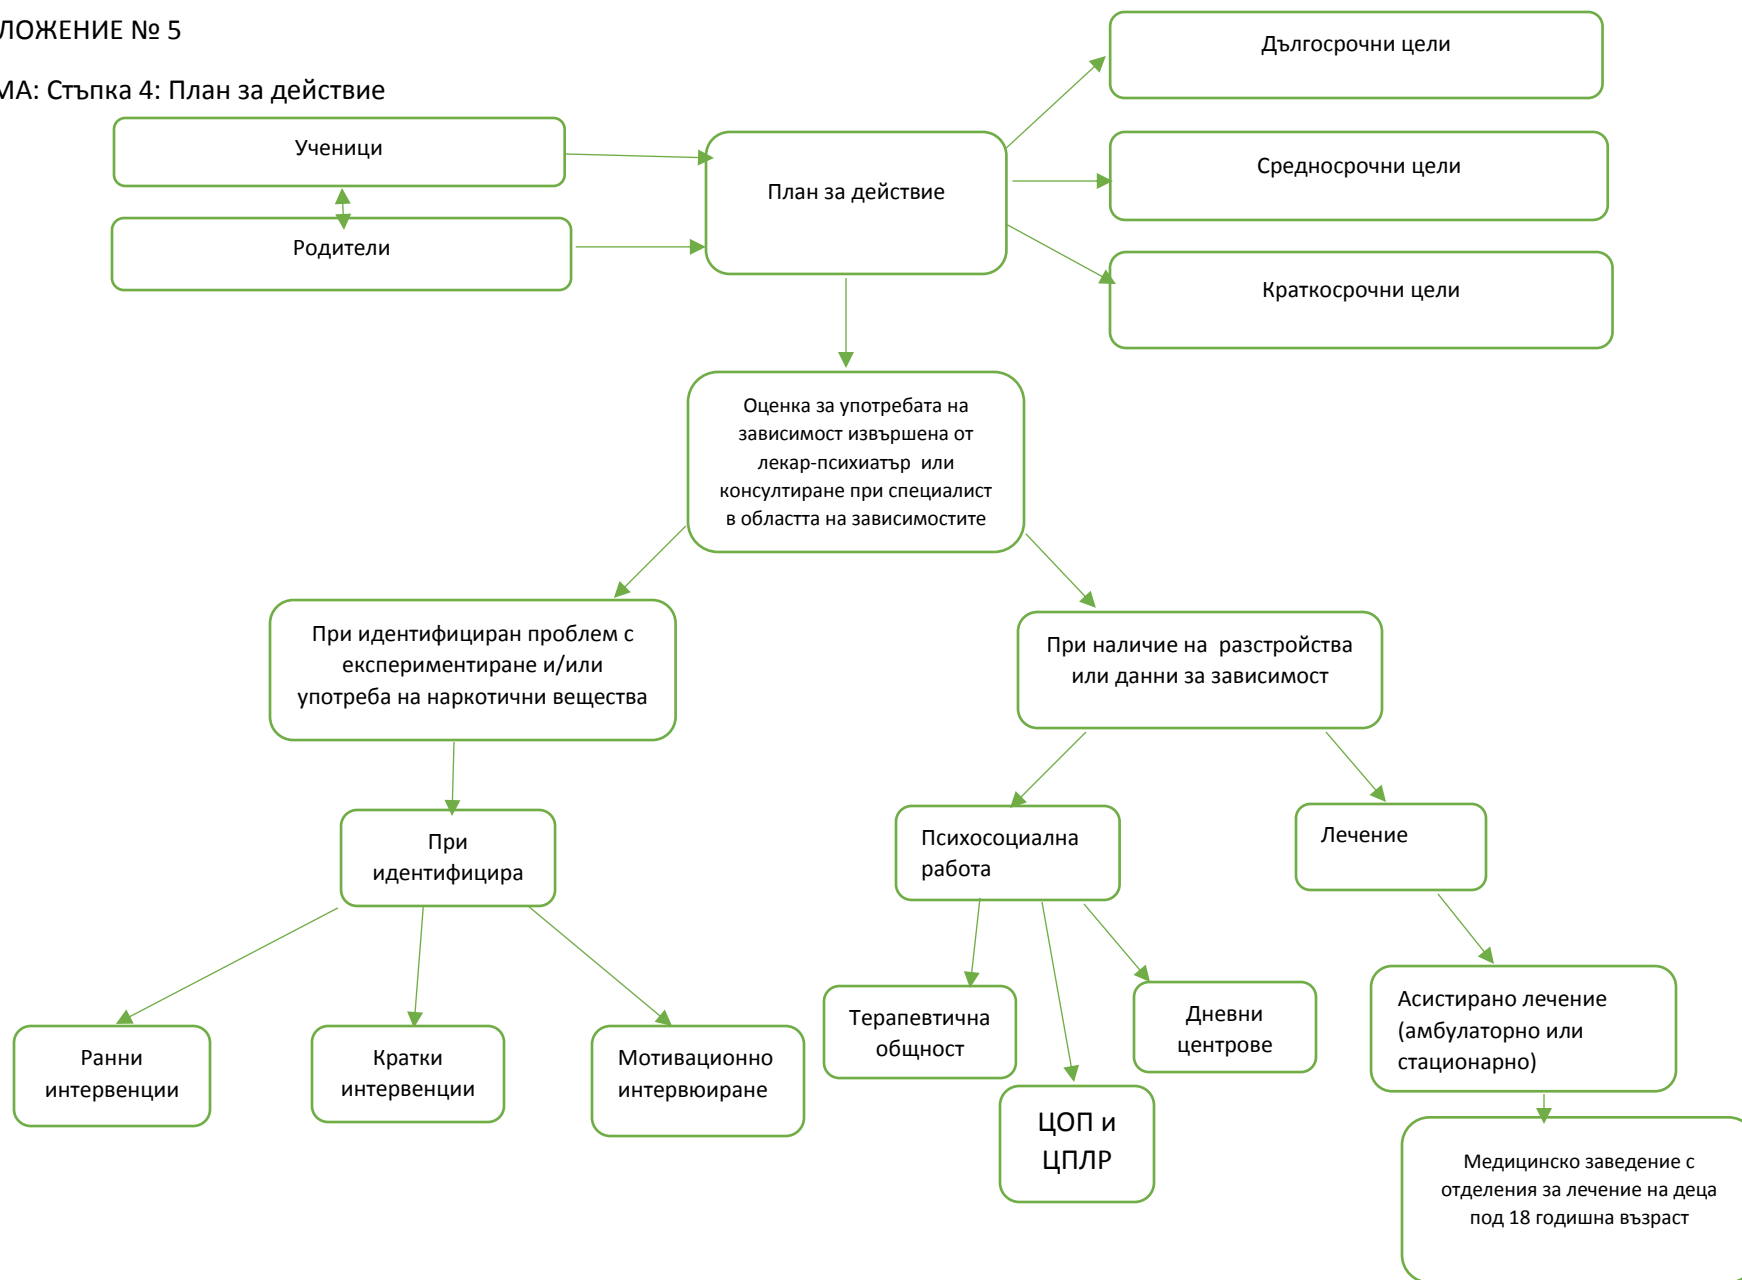 ЛОЖЕНИЕ № 5
МА: Стъпка 4: План за действие
Ученици
Родители
План за действие
Дългосрочни цели
Средносрочни цели
Краткосрочни цели
Оценка за употребата на
зависимост извършена от
лекар-психиатър или
консултиране при специалист
в областта на зависимостите
При идентифициран проблем с
експериментиране и/или
употреба на наркотични вещества
При наличие на разстройства
или данни за зависимост
При
идентифицира
Психосоциална
работа
Лечение
Ранни
интервенции
Кратки
интервенции
Мотивационно
интервюиране
Терапевтична
общност
ЦОП и
ЦПЛР
Дневни
центрове
Асистирано лечение
(амбулаторно или
стационарно)
Медицинско заведение с
отделения за лечение на деца
под 18 годишна възраст